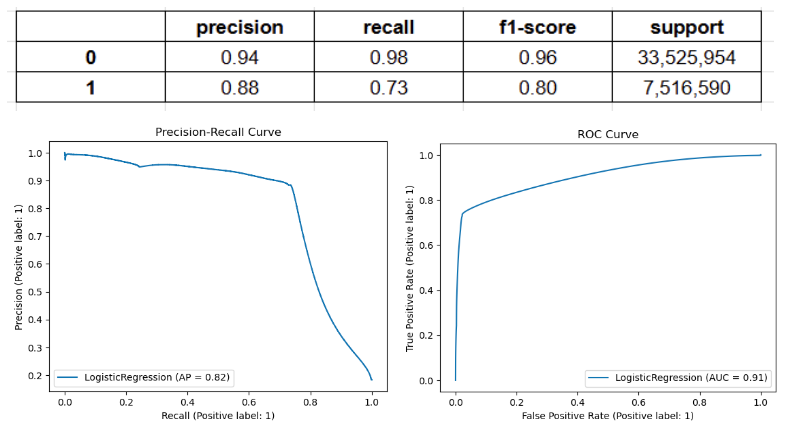 precision recall f1-score support
0 0.94 0.98 0.96 33,525,954
1 0.88 0.73 0.80 7,516,590
Precision-Recall Curve
1.0
0.9
0.8
0.7
0.6
0.5
0.4
0.3
0.2
Precision (Positive label: 1)
LogisticRegression (AP = 0.82)
0.0 0.2 0.4 0.6 0.8 1.0
Recall (Positive label: 1)
ROC Curve
1.0
0.8
0.6
0.4
0.2
0.0
True Positive Rate (Positive label: 1)
LogisticRegression (AUC = 0.91)
0.0 0.2 0.4 0.6 0.8 1.0
False Positive Rate (Positive label: 1)